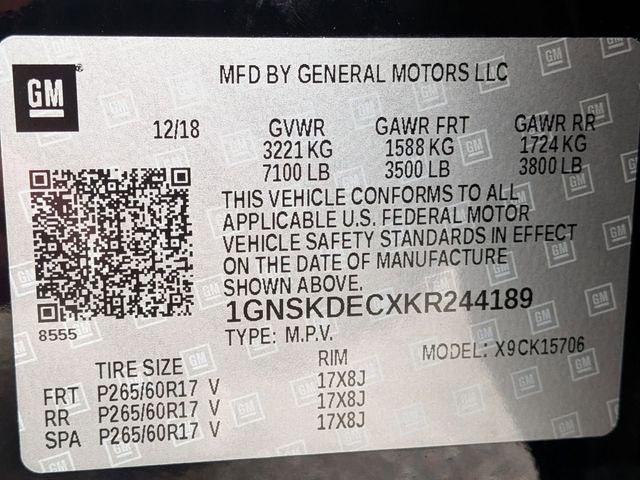 GM
MFD BY GENERAL MOTORS LLC
12/18 GVWR GAWR FRT GAWR RR
3221 KG 1588 KG 1724 KG
7100 LB 3500 LB 3800 LB
THIS VEHICLE CONFORMS TO ALL
APPLICABLE U.S. FEDERAL MOTOR
VEHICLE SAFETY STANDARDS IN EFFECT
ON THE DATE OF MANUFACTURE
SHOWN ABOVE.
1GNSKDECXKR244189
8555
TYPE: M.P.V.
MODEL: X9CK15706
TIRE SIZE RIM
FRT P265/60R17 V 17X8J
RR P265/60R17 V 17X8J
SPA P265/60R17 V 17X8J